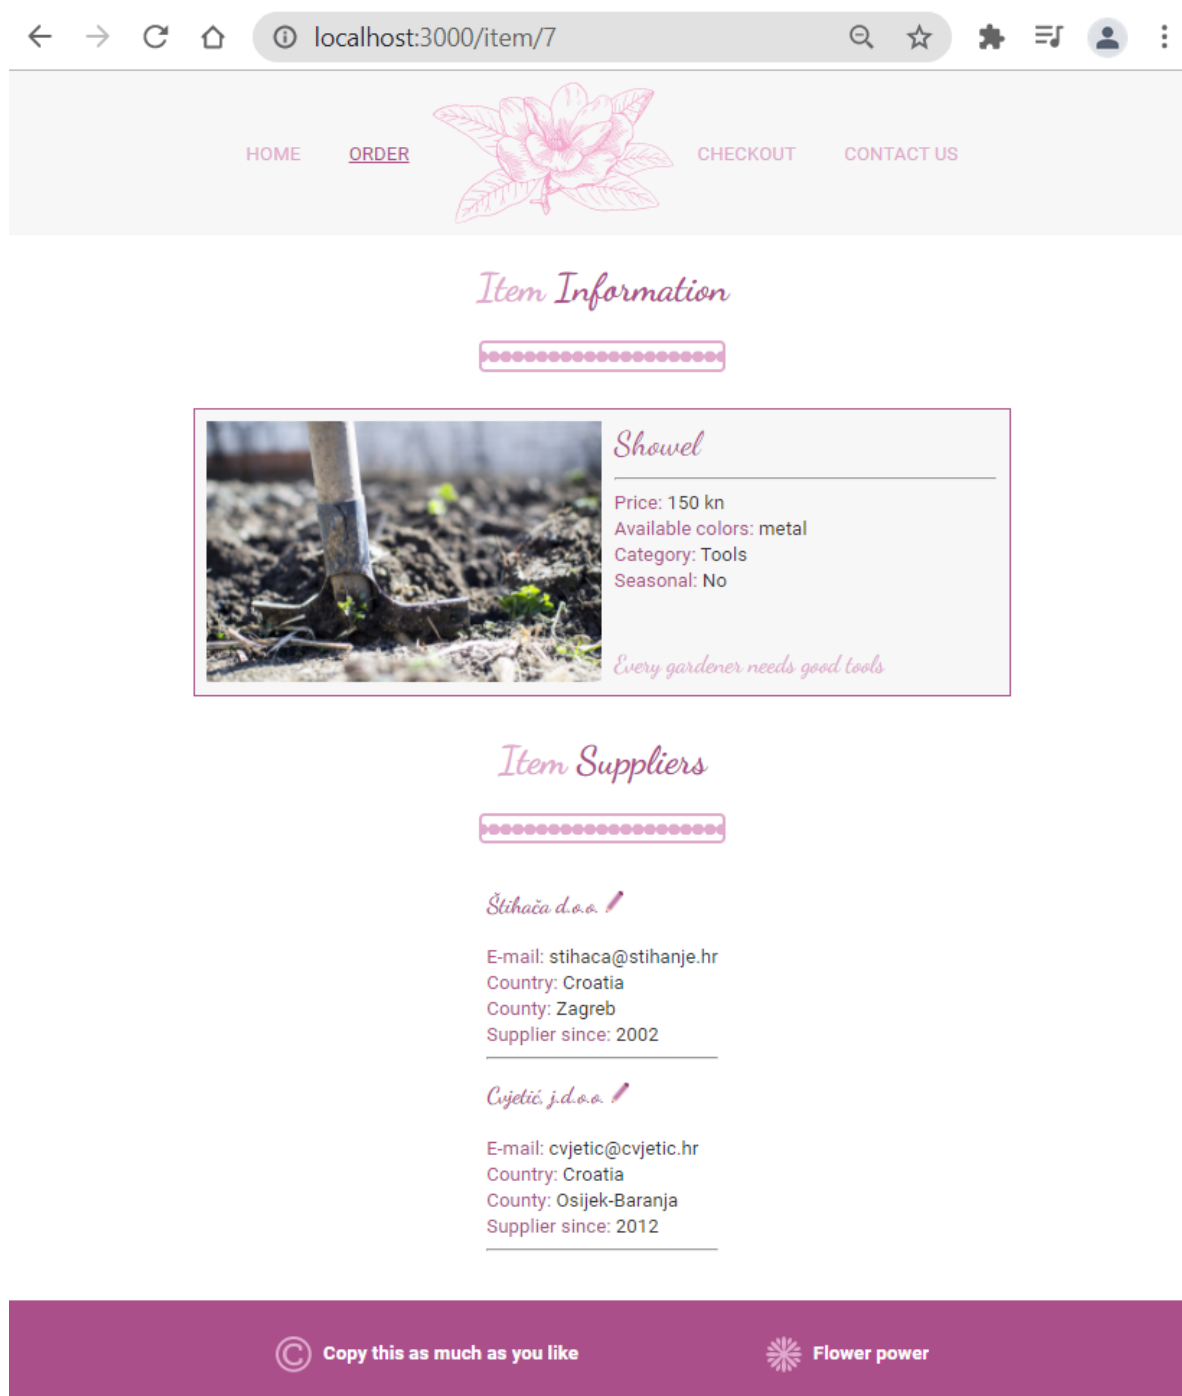 localhost:3000/item/7
HOME ORDER CHECKOUT CONTACT US
Item Information
Showel
Price: 150 kn
Available colors: metal
Category: Tools
Seasonal: No
Every gardener needs good tools
Item Suppliers
Štihača d.o.o.
E-mail: stihaca@stihanje.hr
Country: Croatia
County: Zagreb
Supplier since: 2002
Cvjetić, j.d.o.o.
E-mail: cvjetic@cvjetic.hr
Country: Croatia
County: Osijek-Baranja
Supplier since: 2012
© Copy this as much as you like Flower power